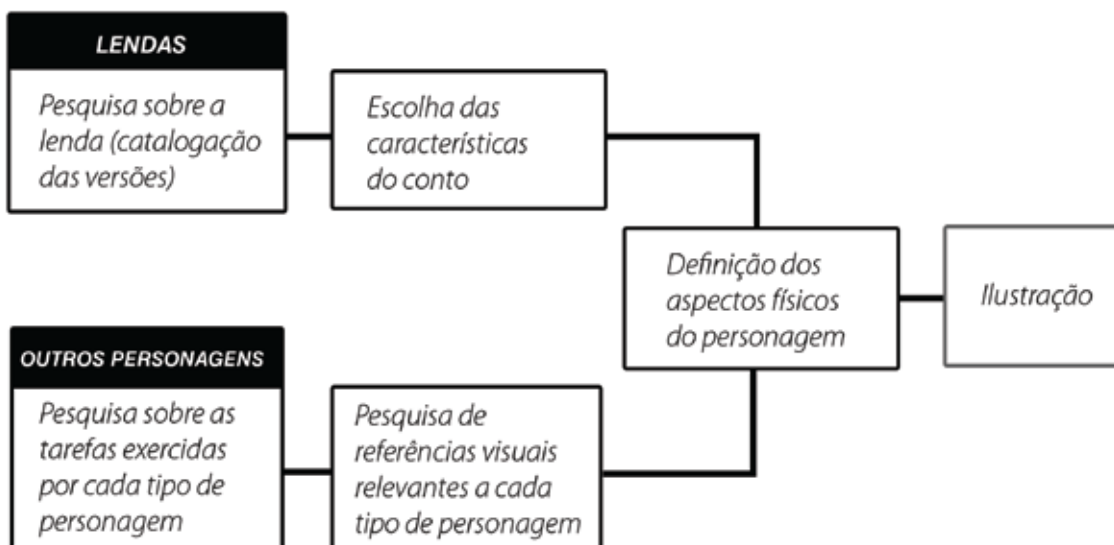 LENDAS
Pesquisa sobre a
lenda (catalogação
das versões)
Escolha das
características
do conto
Definição dos
aspectos físicos
do personagem
Ilustração
OUTROS PERSONAGENS
Pesquisa sobre as
tarefas exercidas
por cada tipo de
personagem
Pesquisa de
referências visuais
relevantes a cada
tipo de personagem